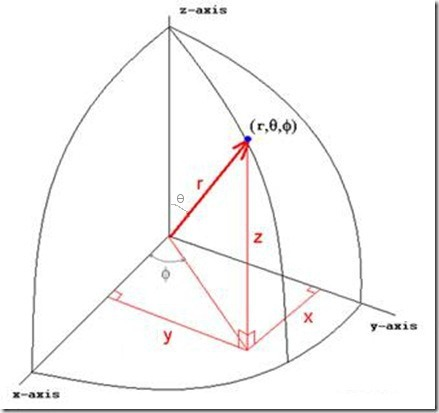 z-axis
(r,θ,ϕ)
θ
r
z
ϕ
y
x
y-axis
x-axis